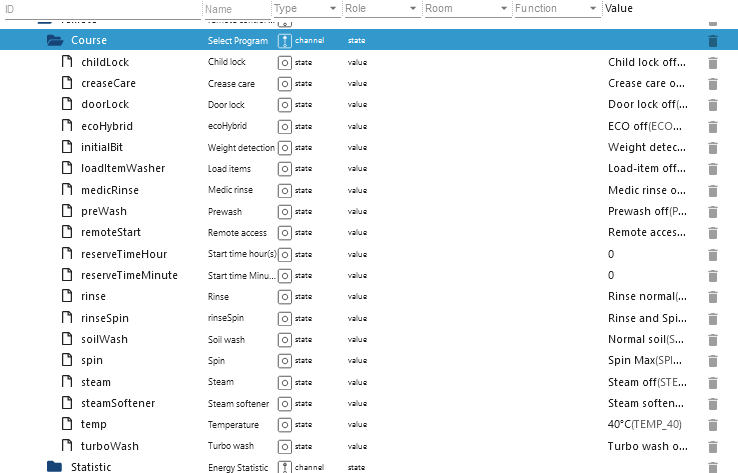 ID Name Type Role Room Function Value
Course Select Program channel state
childLock Child lock state value Child lock off...
creaseCare Crease care state value Crease care o...
doorLock Door lock state value Door lock off(...
ecoHybrid ecoHybrid state value ECO off(ECO...
initialBit Weight detection state value Weight detec...
loadItemWasher Load items state value Load-item off...
medicRinse Medic rinse state value Medic rinse o...
preWash Prewash state value Prewash off(P...
remoteStart Remote access state value Remote acces...
reserveTimeHour Start time hour(s) state value 0
reserveTimeMinute Start time Minu... state value 0
rinse Rinse state value Rinse normal(...
rinseSpin rinseSpin state value Rinse and Spi...
soilWash Soil wash state value Normal soil(S...
spin Spin state value Spin Max(SPI...
steam Steam state value Steam off(STE...
steamSoftener Steam softener state value Steam soften...
temp Temperature state value 40°C(TEMP_40)
turboWash Turbo wash state value Turbo wash o...
Statistic Energy Statistic channel state